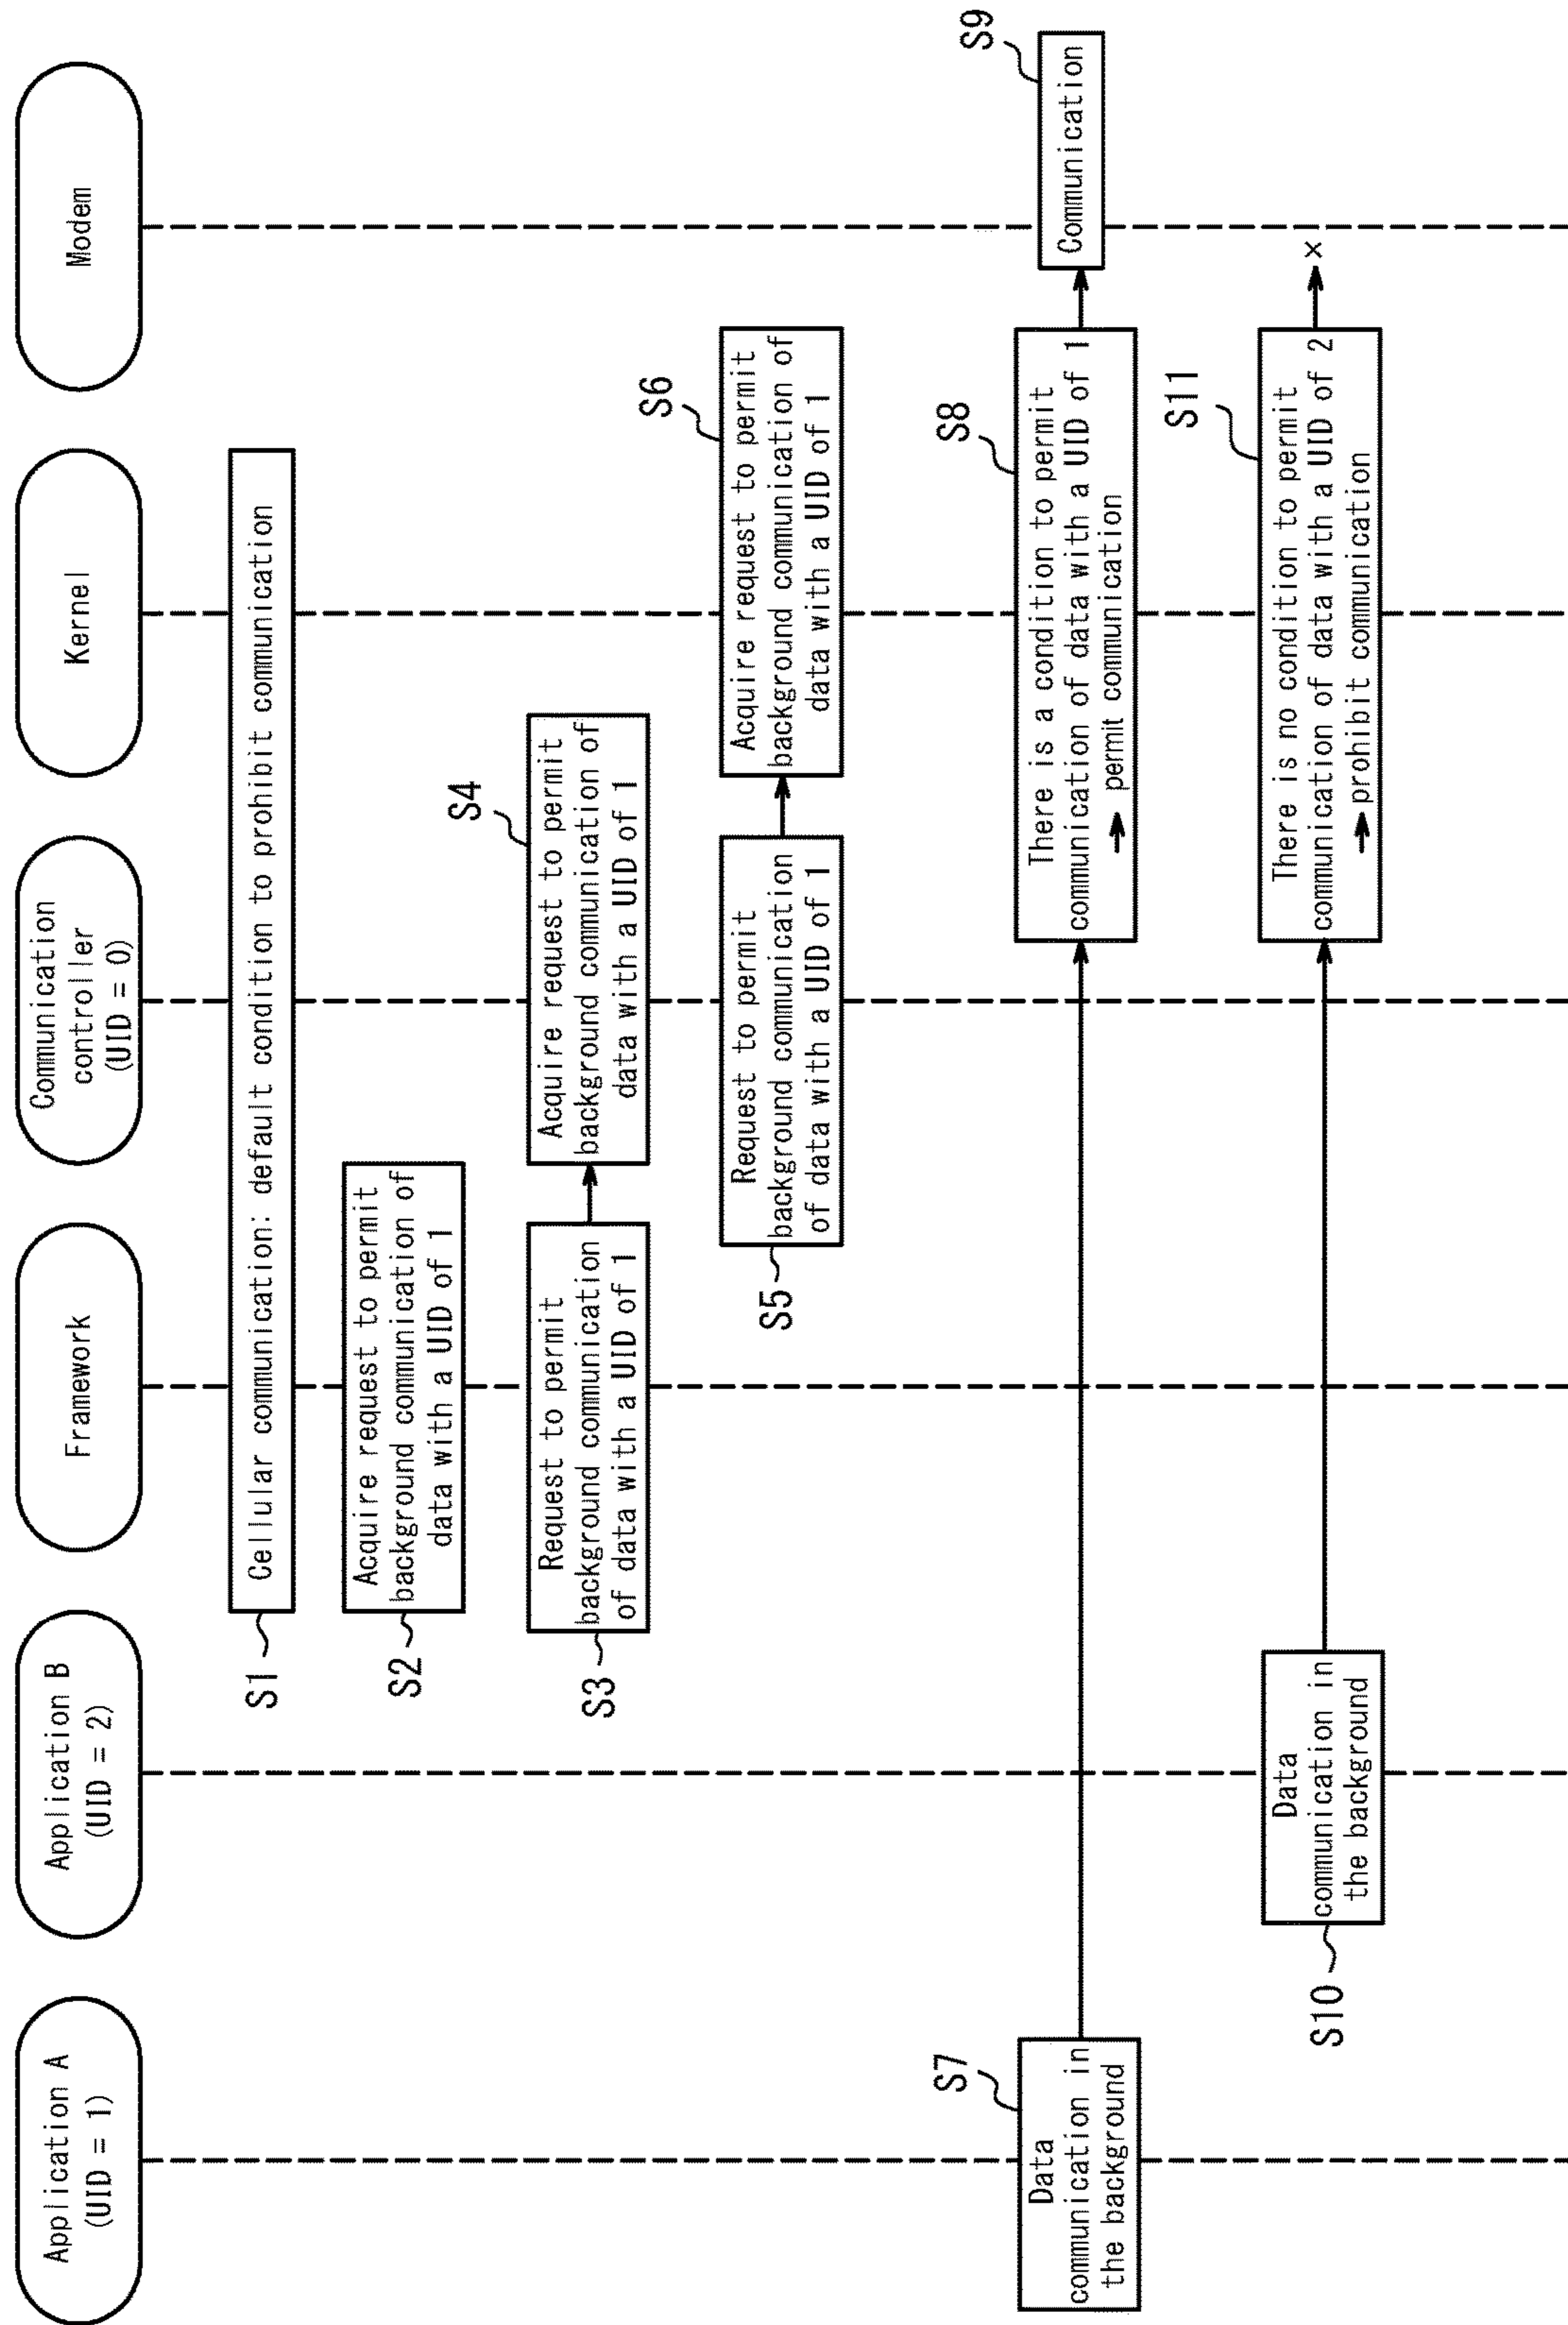 Application A
(UID = 1)
Application B
(UID = 2)
Framework
Communication
controller
(UID = 0)
Kernel
Modem
S1
Cellular communication: default condition to prohibit communication
S2
Acquire request to permit
background communication of
data with a UID of 1
S3
Request to permit
background communication
of data with a UID of 1
S4
Acquire request to permit
background communication of
data with a UID of 1
S5
Request to permit
background communication
of data with a UID of 1
S6
Acquire request to permit
background communication of
data with a UID of 1
S7
Data
communication in
the background
S8
There is a condition to permit
communication of data with a UID of 1
→ permit communication
S9
Communication
S10
Data
communication in
the background
S11
There is no condition to permit
communication of data with a UID of 2
→ prohibit communication
×